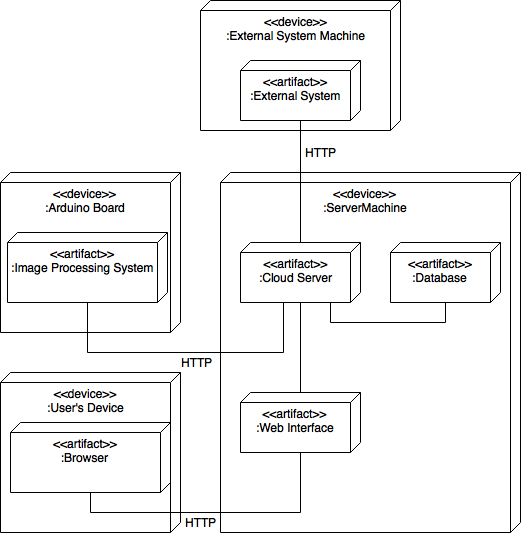 <<device>>
:External System Machine
<<artifact>>
:External System
HTTP
<<device>>
:Arduino Board
<<artifact>>
:Image Processing System
<<device>>
:ServerMachine
<<artifact>>
:Cloud Server
<<artifact>>
:Database
HTTP
<<device>>
:User's Device
<<artifact>>
:Browser
<<artifact>>
:Web Interface
HTTP